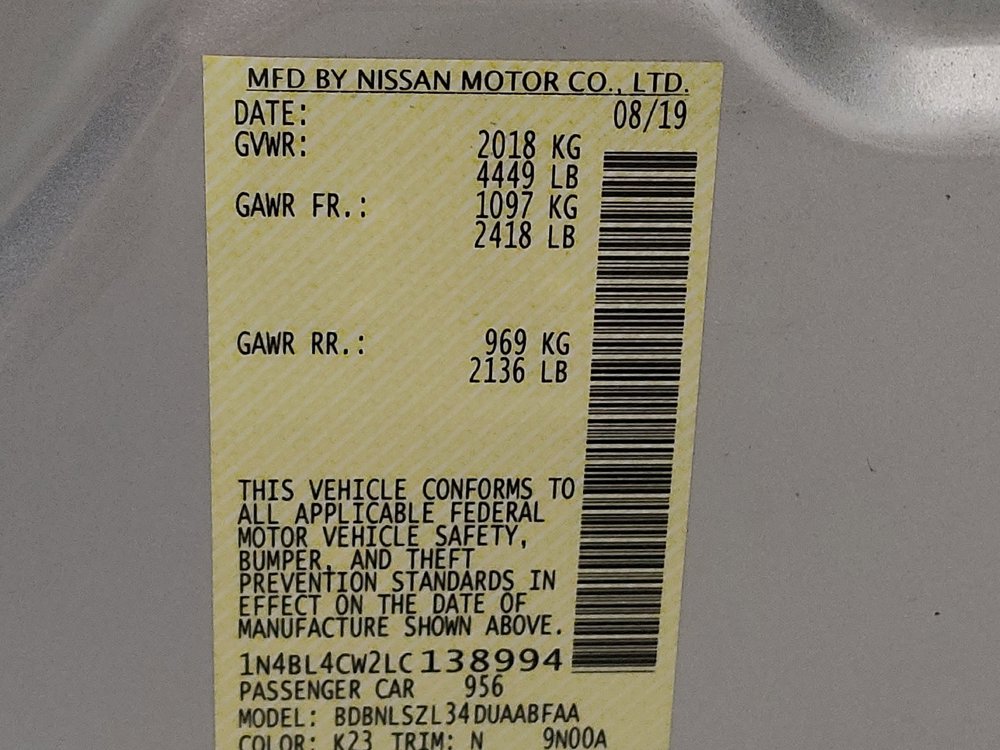 MFD BY NISSAN MOTOR CO., LTD.
DATE: 08/19
GVWR: 2018 KG
4449 LB
GAWR FR.: 1097 KG
2418 LB
GAWR RR.: 969 KG
2136 LB
THIS VEHICLE CONFORMS TO
ALL APPLICABLE FEDERAL
MOTOR VEHICLE SAFETY,
BUMPER, AND THEFT
PREVENTION STANDARDS IN
EFFECT ON THE DATE OF
MANUFACTURE SHOWN ABOVE.
1N4BL4CW2LC138994
PASSENGER CAR 956
MODEL: BDBNLSZL34DUAABFAA
COLOR: K23 TRIM: N 9N00A